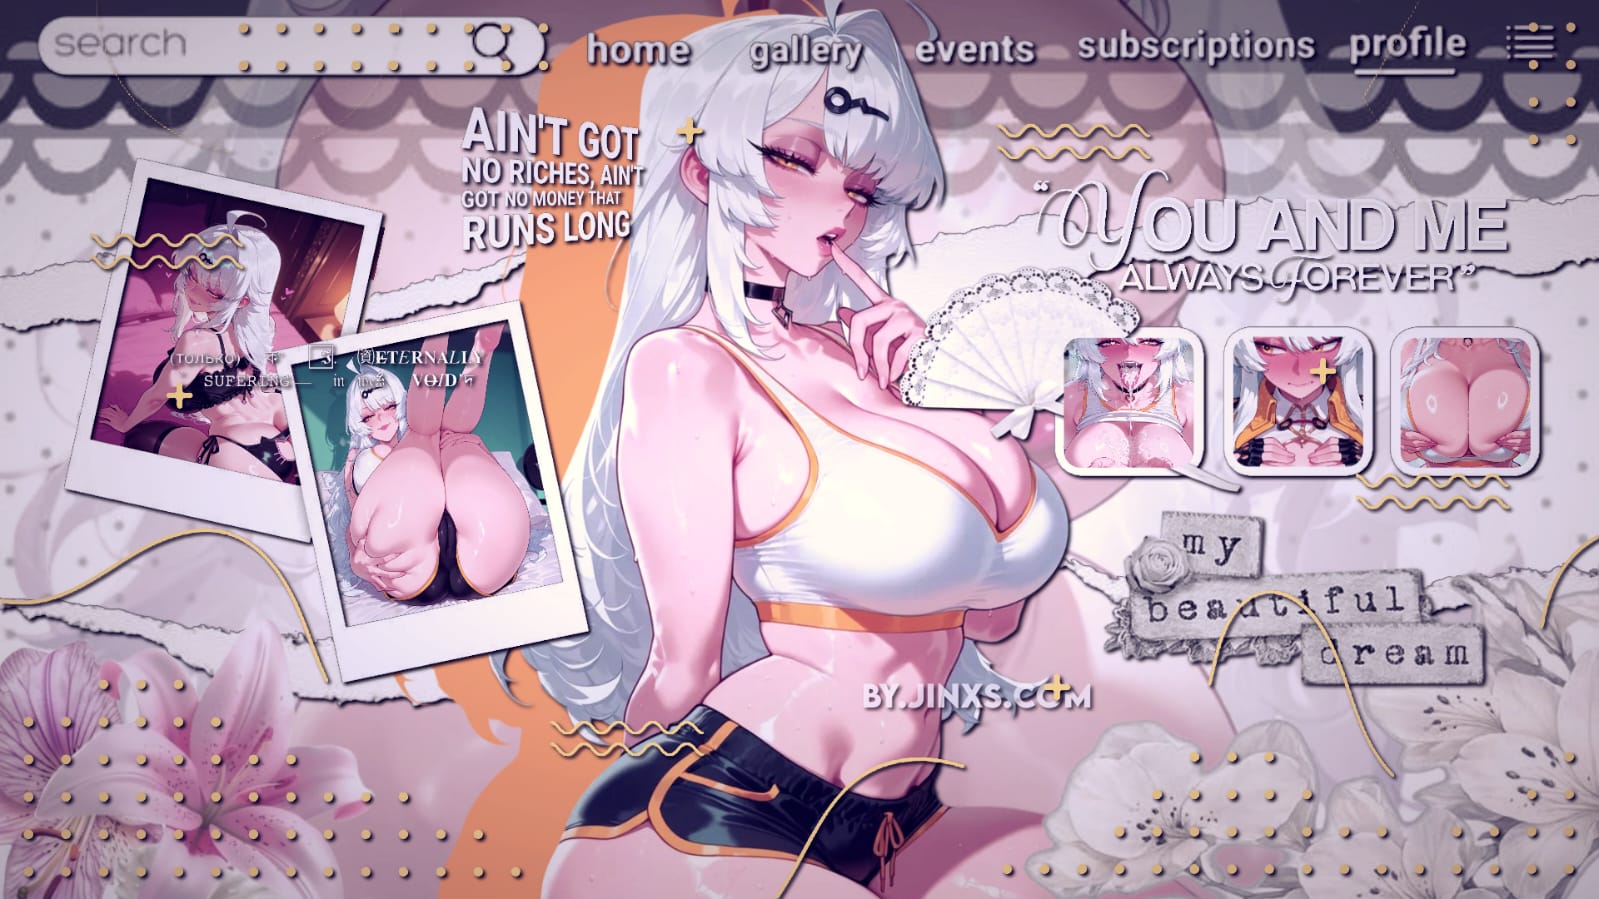 search
home gallery events subscriptions profile
AIN'T GOT
NO RICHES, AIN'T
GOT NO MONEY THAT
RUNS LONG
"YOU AND ME
ALWAYS FOREVER"
(ТОЛЬКО)
3.
ETERNALLY
SUFERING—
in
VOID
my
beautiful
dream
BY.JINXS.COM